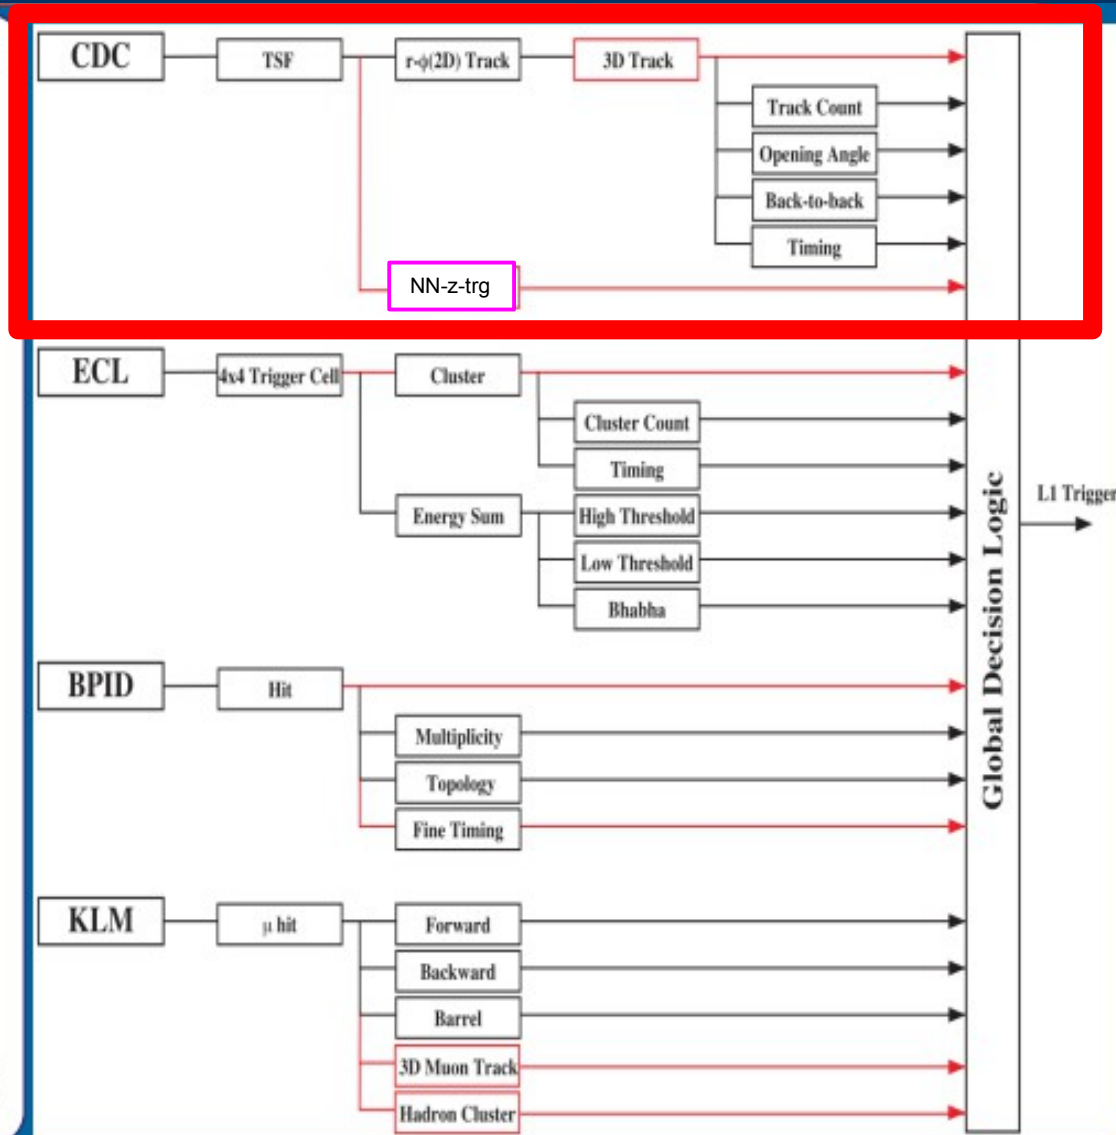 CDC
TSF
r-ϕ(2D) Track
3D Track
Track Count
Opening Angle
Back-to-back
Timing
NN-z-trg
ECL
4x4 Trigger Cell
Cluster
Cluster Count
Timing
Energy Sum
High Threshold
Low Threshold
Bhabha
BPID
Hit
Multiplicity
Topology
Fine Timing
KLM
μ hit
Forward
Backward
Barrel
3D Muon Track
Hadron Cluster
Global Decision Logic
L1 Trigger